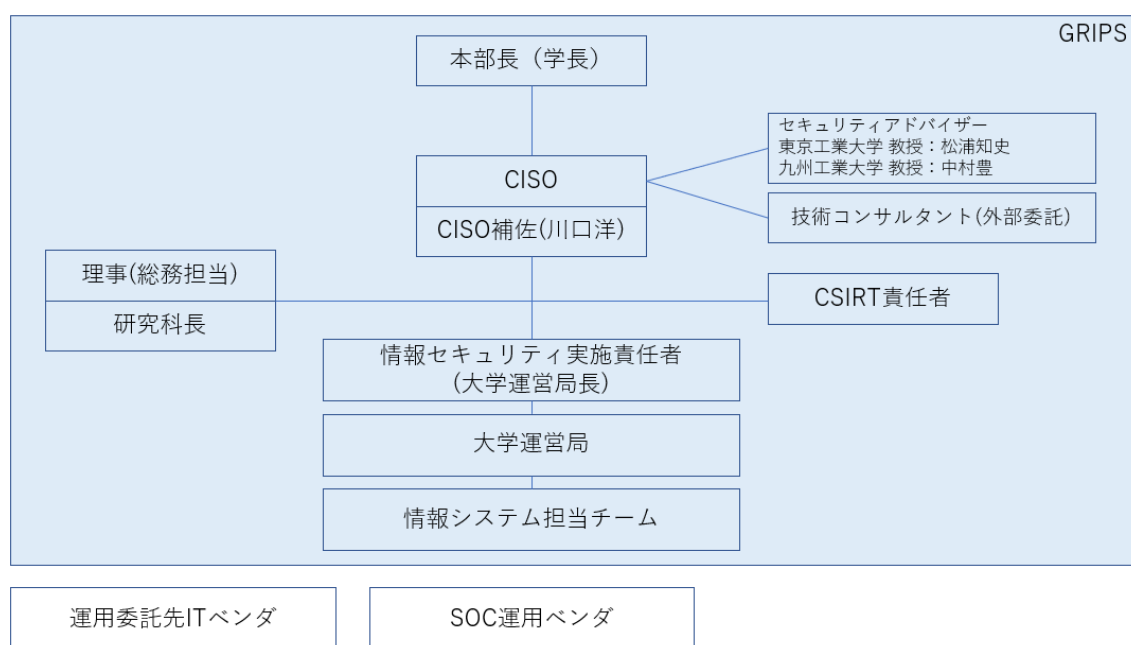 GRIPS
本部長（学長）
セキュリティアドバイザー
東京工業大学 教授：松浦知史
九州工業大学 教授：中村豊
CISO
CISO補佐(川口洋)
技術コンサルタント(外部委託)
理事(総務担当)
研究科長
CSIRT責任者
情報セキュリティ実施責任者
(大学運営局長)
大学運営局
情報システム担当チーム
運用委託先ITベンダ
SOC運用ベンダ